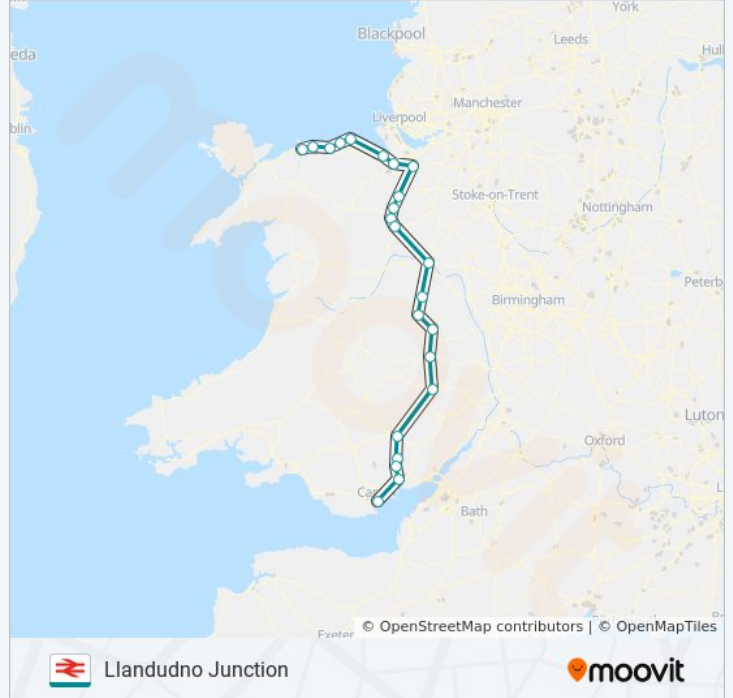 York
Blackpool
Leeds
Hull
eda
Manchester
Liverpool
blin
Stoke-on-Trent
Nottingham
Peterb
Birmingham
Luton
Oxford
Ca
Bath
Exeter
© OpenStreetMap contributors | © OpenMapTiles
Llandudno Junction
moovit